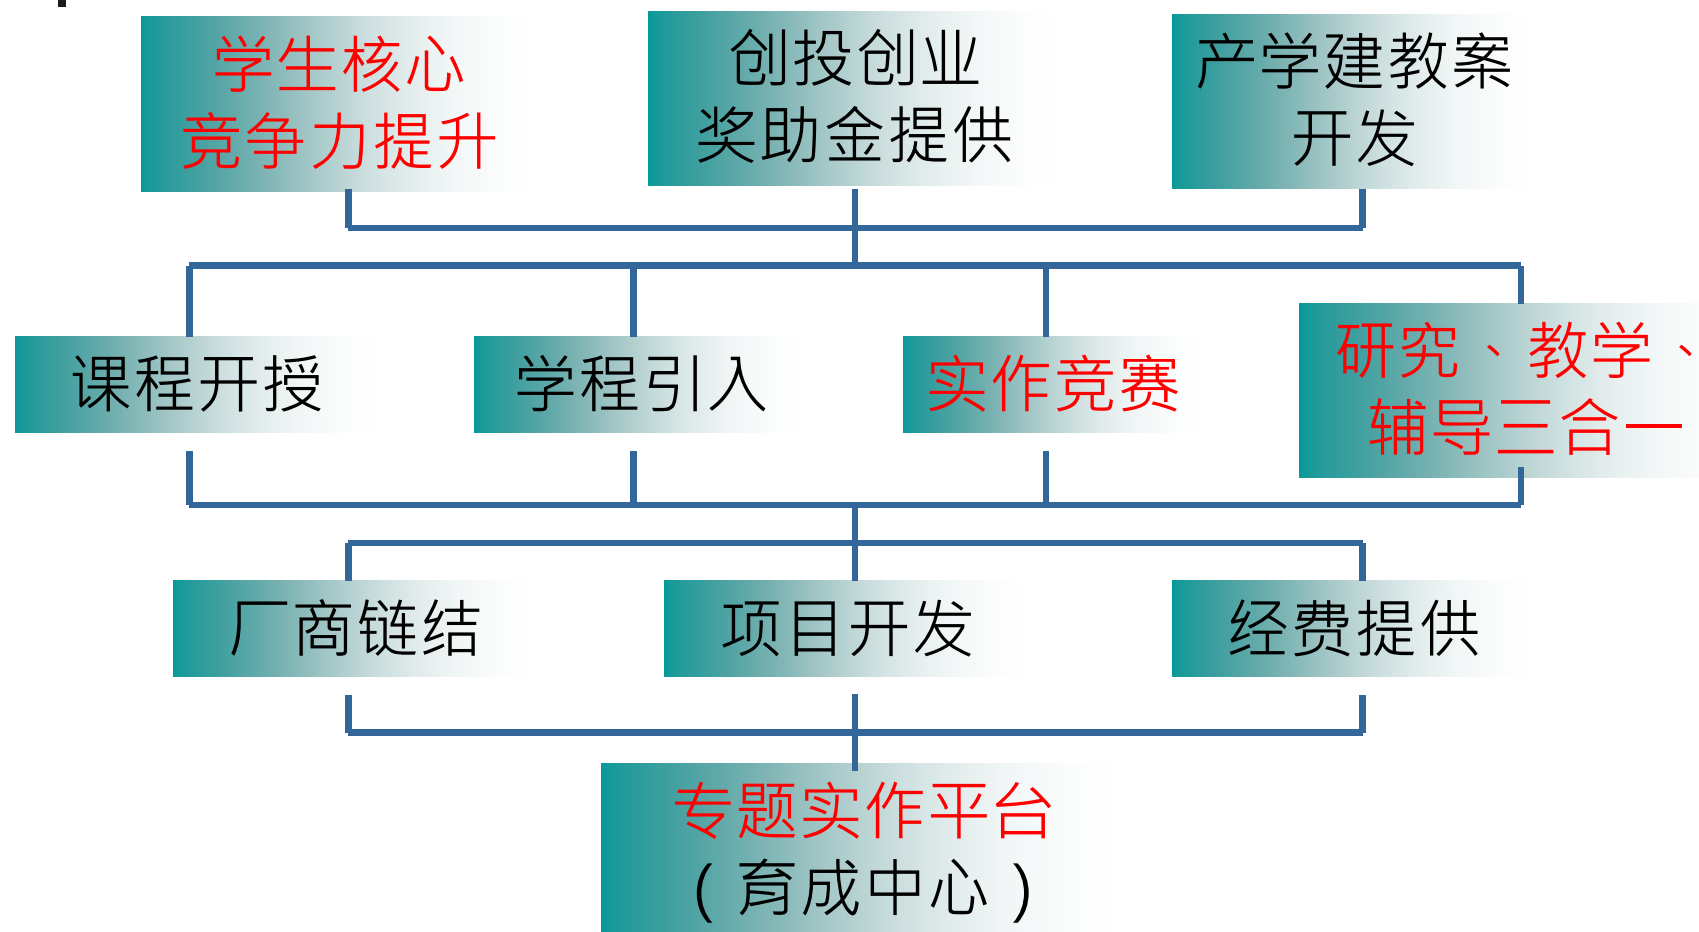 学生核心
竞争力提升
创投创业
奖助金提供
产学建教案
开发
课程开授
学程引入
实作竞赛
研究、教学、
辅导三合一
厂商链结
项目开发
经费提供
专题实作平台
(育成中心)